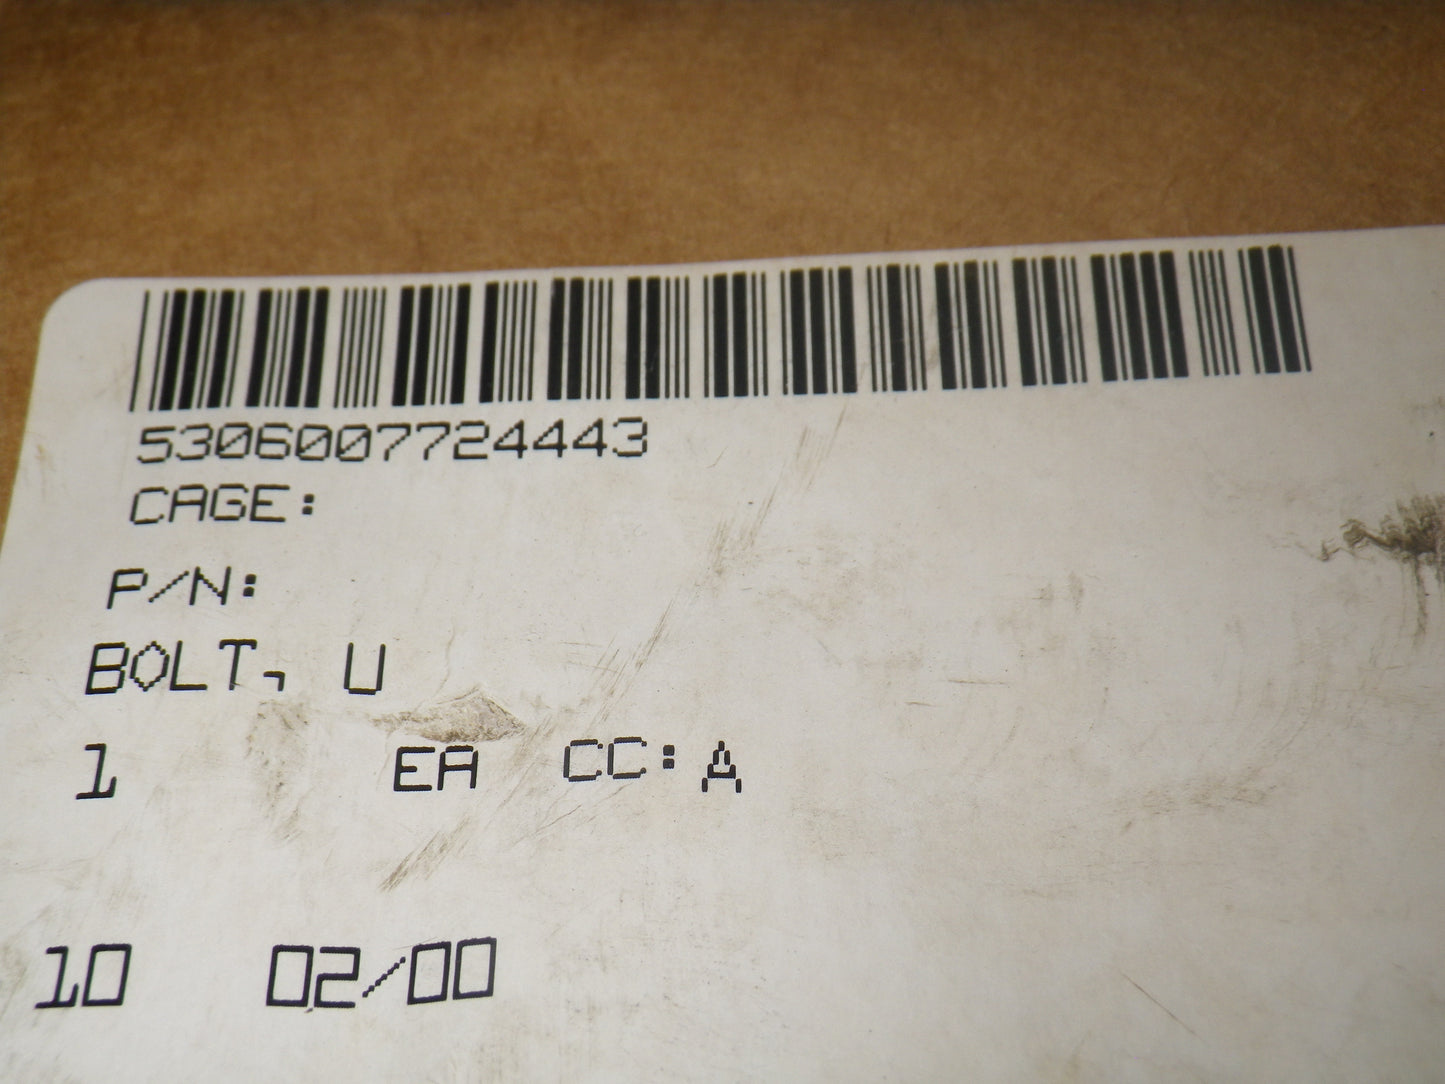 5306007724443
CAGE:
P/N:
BOLT, U
1 EA CC: A
10 02/00